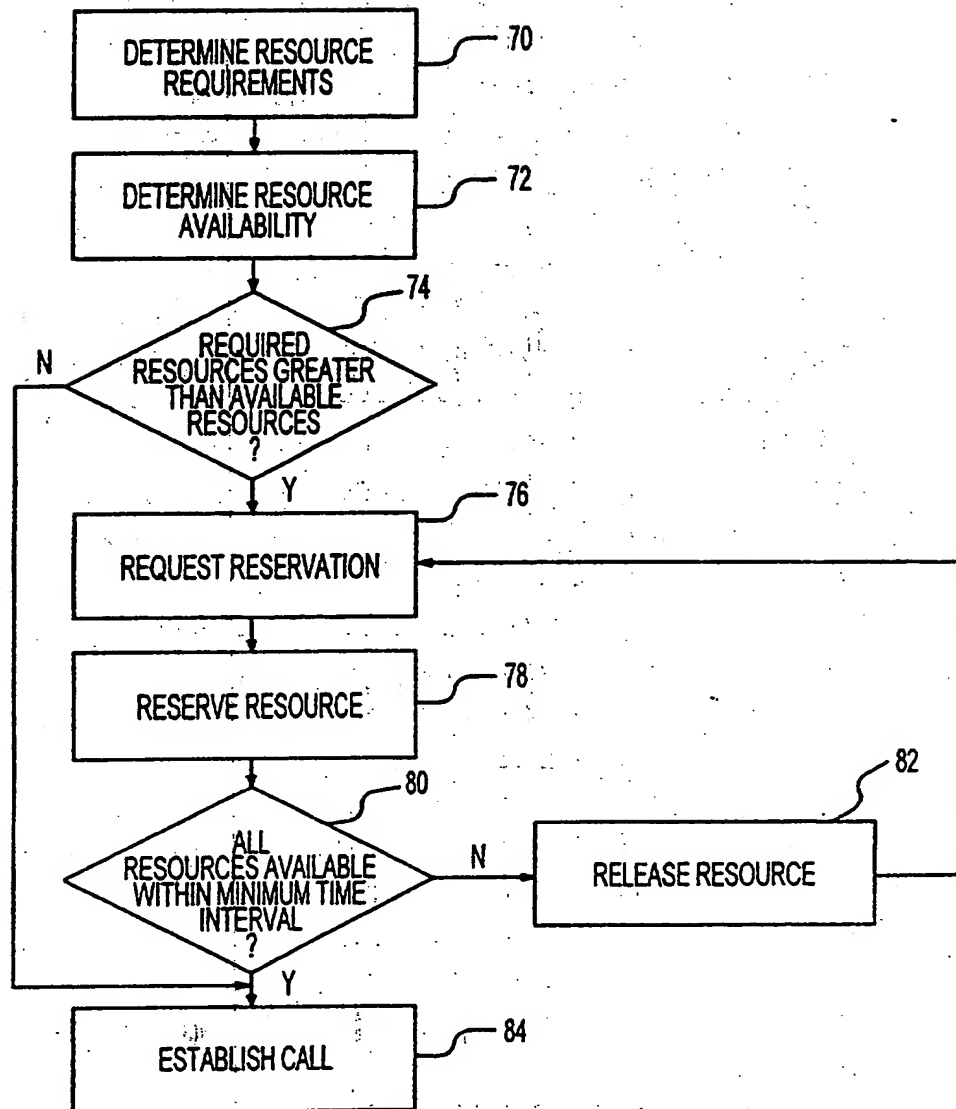 DETERMINE RESOURCE
REQUIREMENTS
70
DETERMINE RESOURCE
AVAILABILITY
72
74
REQUIRED
RESOURCES GREATER
THAN AVAILABLE
RESOURCES
?
N
Y
76
REQUEST RESERVATION
78
RESERVE RESOURCE
80
ALL
RESOURCES AVAILABLE
WITHIN MINIMUM TIME
INTERVAL
?
N
82
RELEASE RESOURCE
Y
84
ESTABLISH CALL